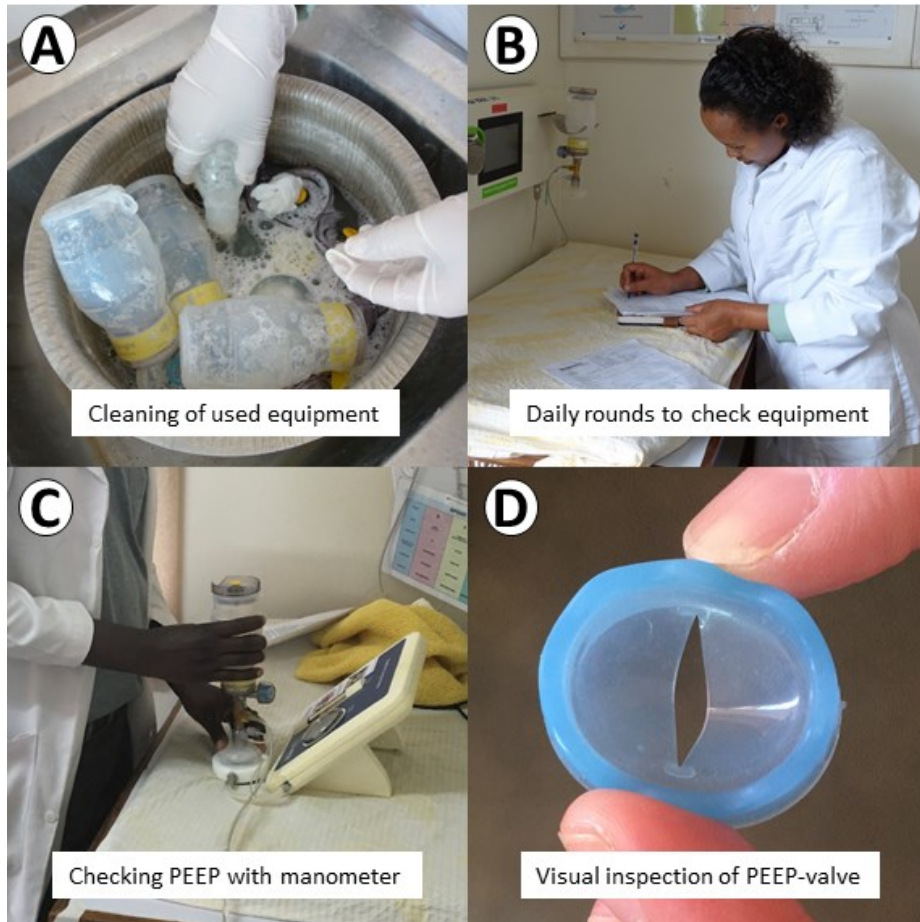 A
B
Cleaning of used equipment
Daily rounds to check equipment
C
D
Checking PEEP with manometer
Visual inspection of PEEP-valve